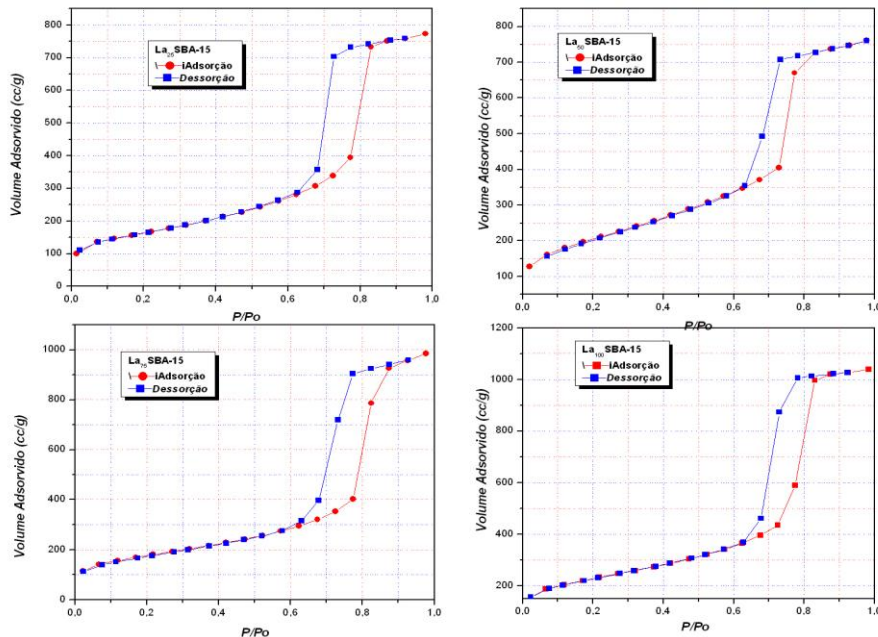 La25SBA-15
iAdsorção
Dessorção
Volume Adsorvido (cc/g)
800
700
600
500
400
300
200
100
0
0,0 0,2 0,4 0,6 0,8 1,0
P/Po
La50SBA-15
iAdsorção
Dessorção
Volume Adsorvido (cc/g)
800
700
600
500
400
300
200
100
0,0 0,2 0,4 0,6 0,8 1,0
P/Po
La75SBA-15
iAdsorção
Dessorção
Volume Adsorvido (cc/g)
1000
800
600
400
200
0
0,0 0,2 0,4 0,6 0,8 1,0
P/Po
La100SBA-15
iAdsorção
Dessorção
Volume Adsorvido (cc/g)
1200
1000
800
600
400
200
0,0 0,2 0,4 0,6 0,8 1,0
P/Po